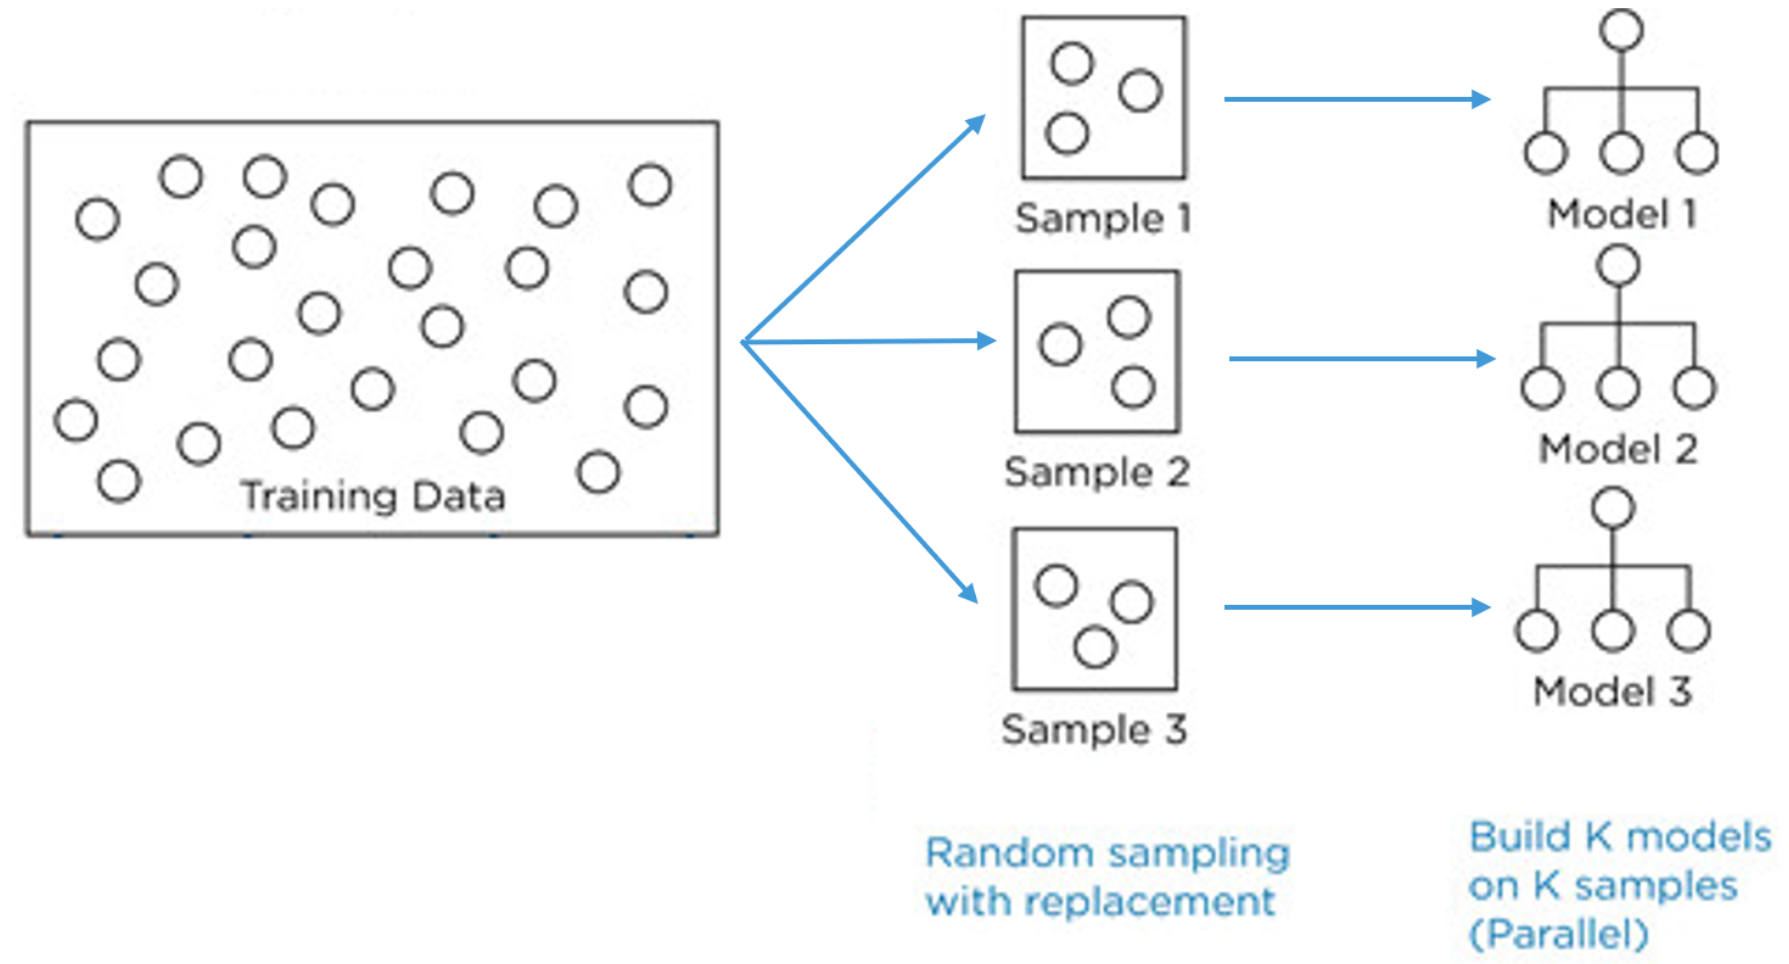 Training Data
Sample 1
Model 1
Sample 2
Model 2
Sample 3
Model 3
Random sampling
with replacement
Build K models
on K samples
(Parallel)